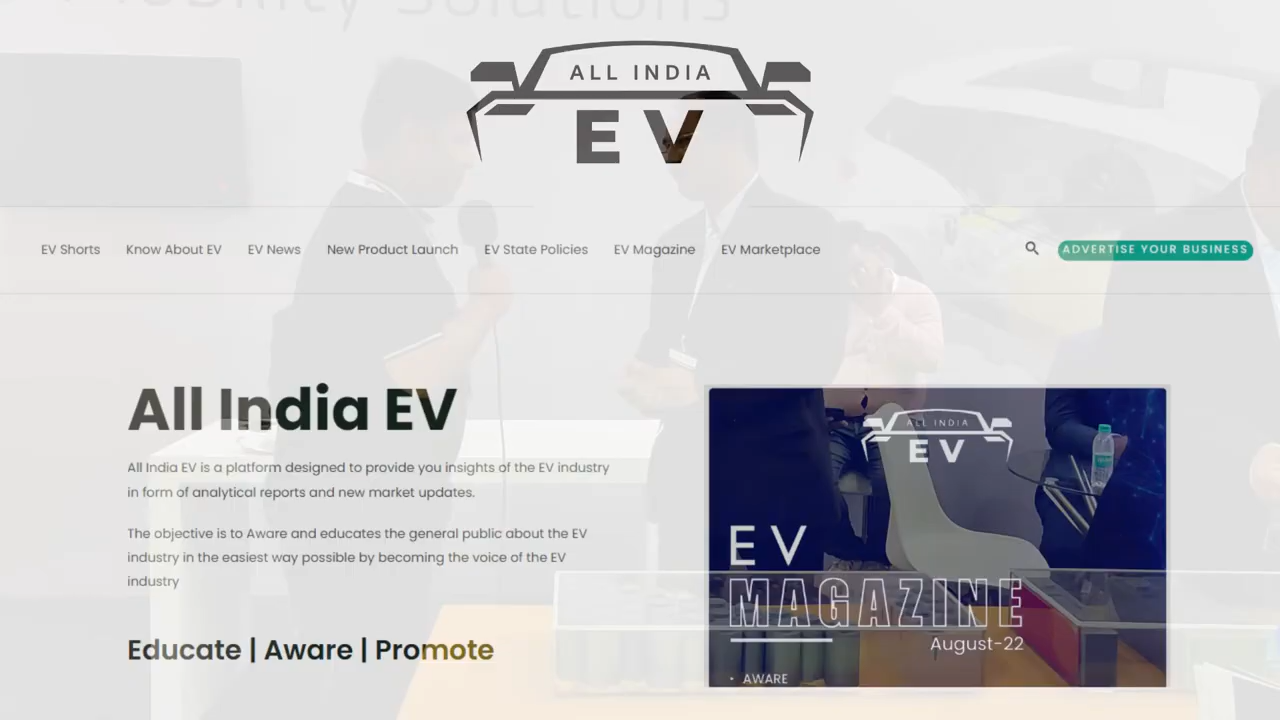 Mobility Solutions
ALL INDIA
EV
EV Shorts Know About EV EV News New Product Launch EV State Policies EV Magazine EV Marketplace ADVERTISE YOUR BUSINESS
All India EV
All India EV is a platform designed to provide you insights of the EV industry
in form of analytical reports and new market updates.
The objective is to Aware and educates the general public about the EV
industry in the easiest way possible by becoming the voice of the EV
industry
Educate | Aware | Promote
ALL INDIA
EV
EV
MAGAZINE
August-22
• AWARE